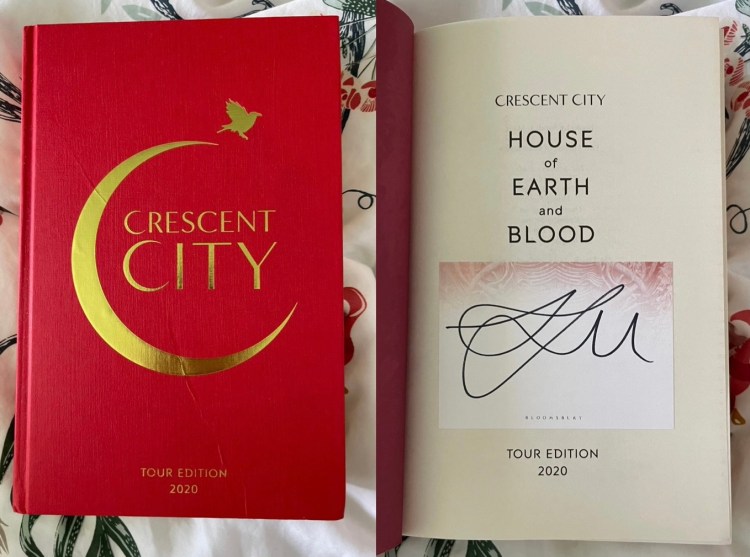 CRESCENT
CITY
TOUR EDITION
2020
CRESCENT CITY
HOUSE
of
EARTH
and
BLOOD
BLOOMSBURY
TOUR EDITION
2020